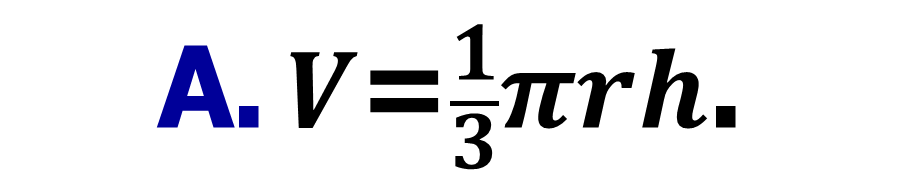 A. V = 1/3 πrh.